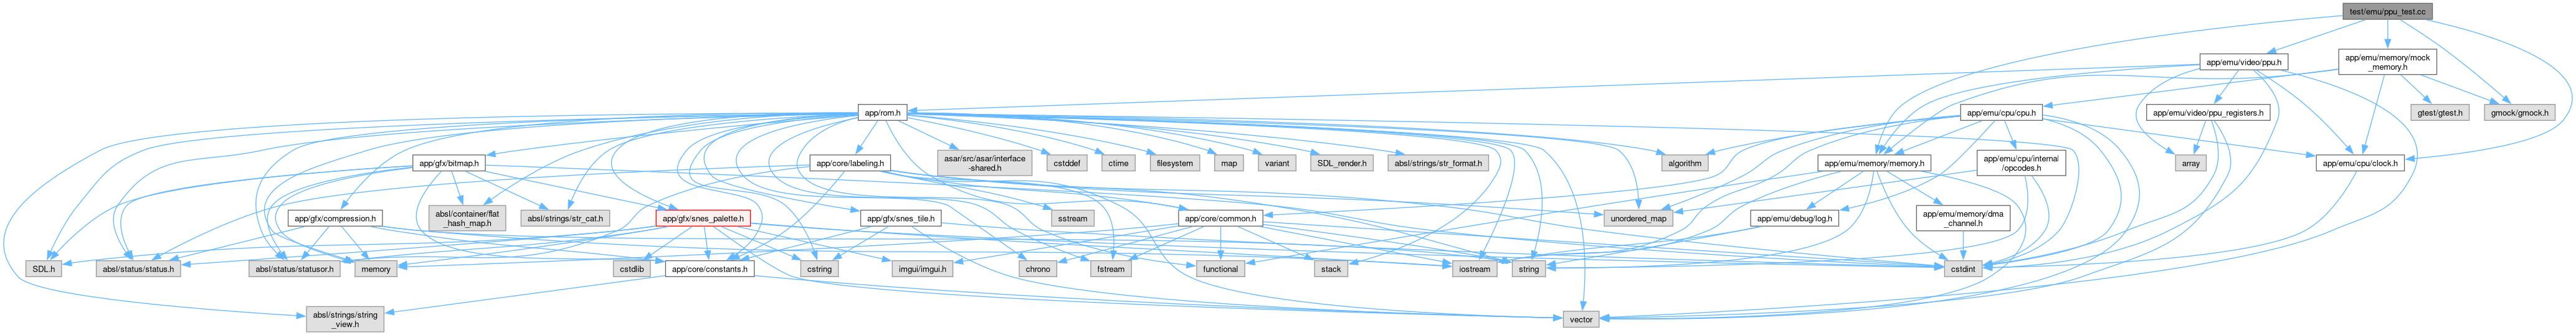 test/emu/ppu_test.cc
app/emu/video/ppu.h
app/emu/memory/mock
_memory.h
app/rom.h
app/emu/cpu/cpu.h
app/emu/video/ppu_registers.h
gtest/gtest.h
gmock/gmock.h
app/gfx/bitmap.h
app/core/labeling.h
asar/src/asar/interface
-shared.h
cstddef
ctime
filesystem
map
variant
SDL_render.h
absl/strings/str_format.h
algorithm
app/emu/memory/memory.h
app/emu/cpu/internal
/opcodes.h
array
app/emu/cpu/clock.h
app/gfx/compression.h
absl/container/flat
_hash_map.h
absl/strings/str_cat.h
app/gfx/snes_palette.h
app/gfx/snes_tile.h
sstream
app/core/common.h
unordered_map
app/emu/debug/log.h
app/emu/memory/dma
_channel.h
SDL.h
absl/status/status.h
absl/status/statusor.h
memory
cstdlib
app/core/constants.h
cstring
imgui/imgui.h
chrono
fstream
functional
stack
iostream
string
cstdint
absl/strings/string
_view.h
vector